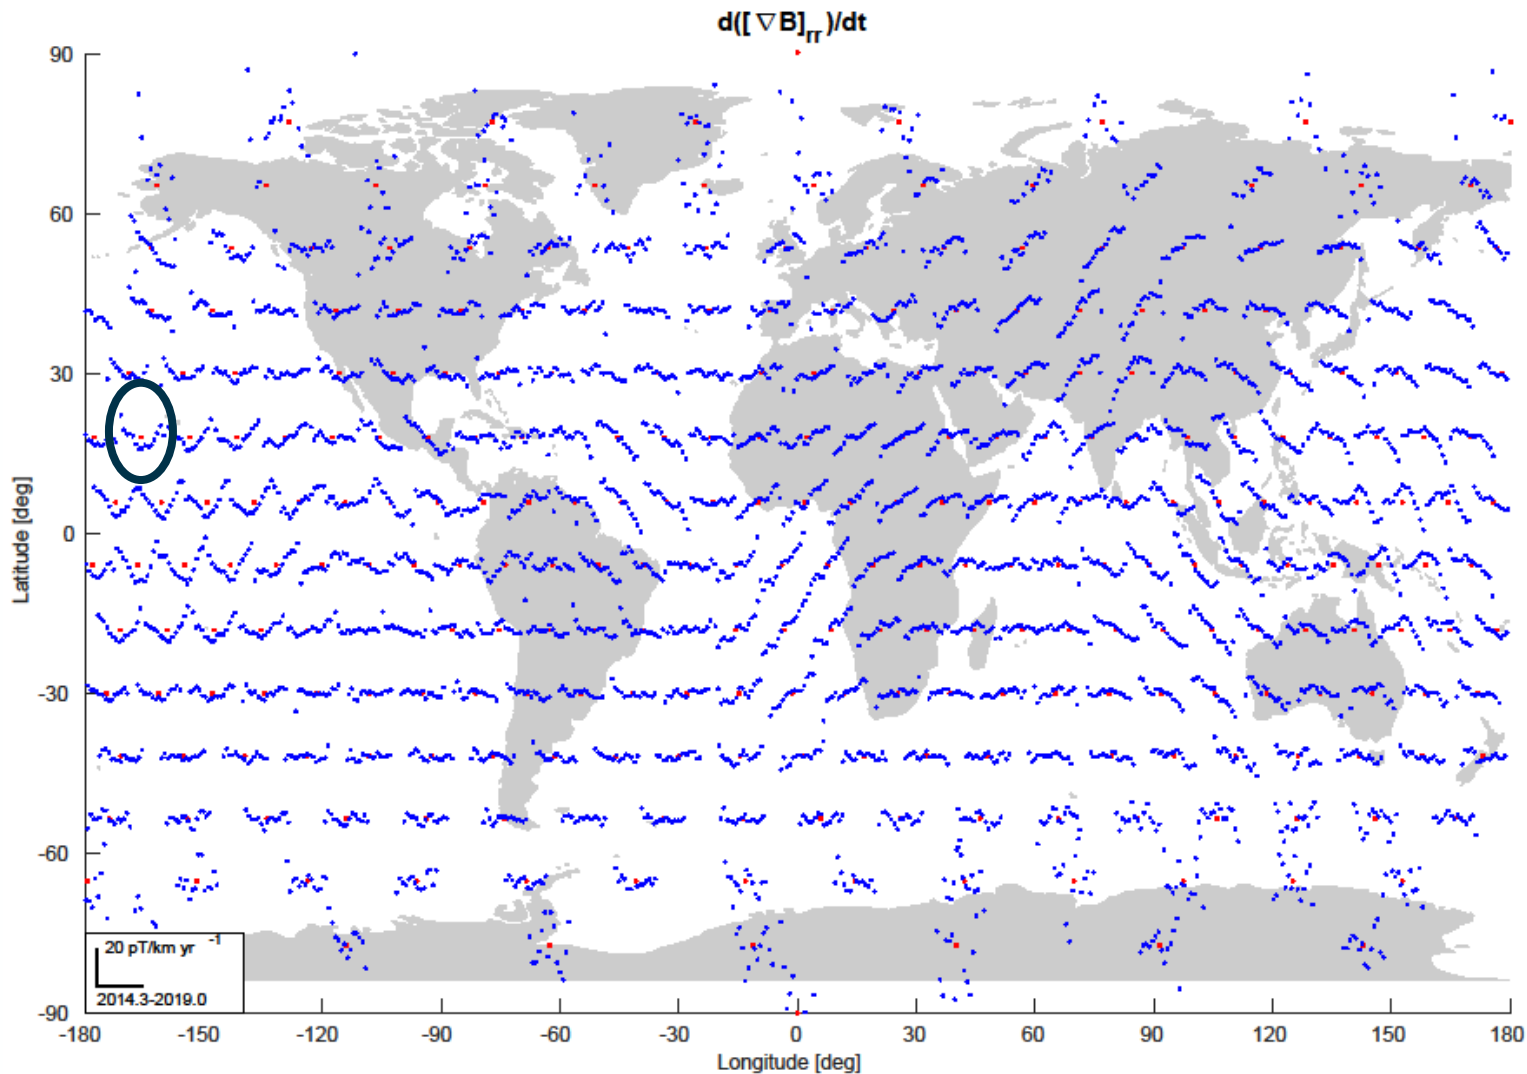 d([ ∇B]rr)/dt
90
60
30
0
-30
-60
-90
Latitude [deg]
20 pT/km yr -1
2014.3-2019.0
-180 -150 -120 -90 -60 -30 0 30 60 90 120 150 180
Longitude [deg]